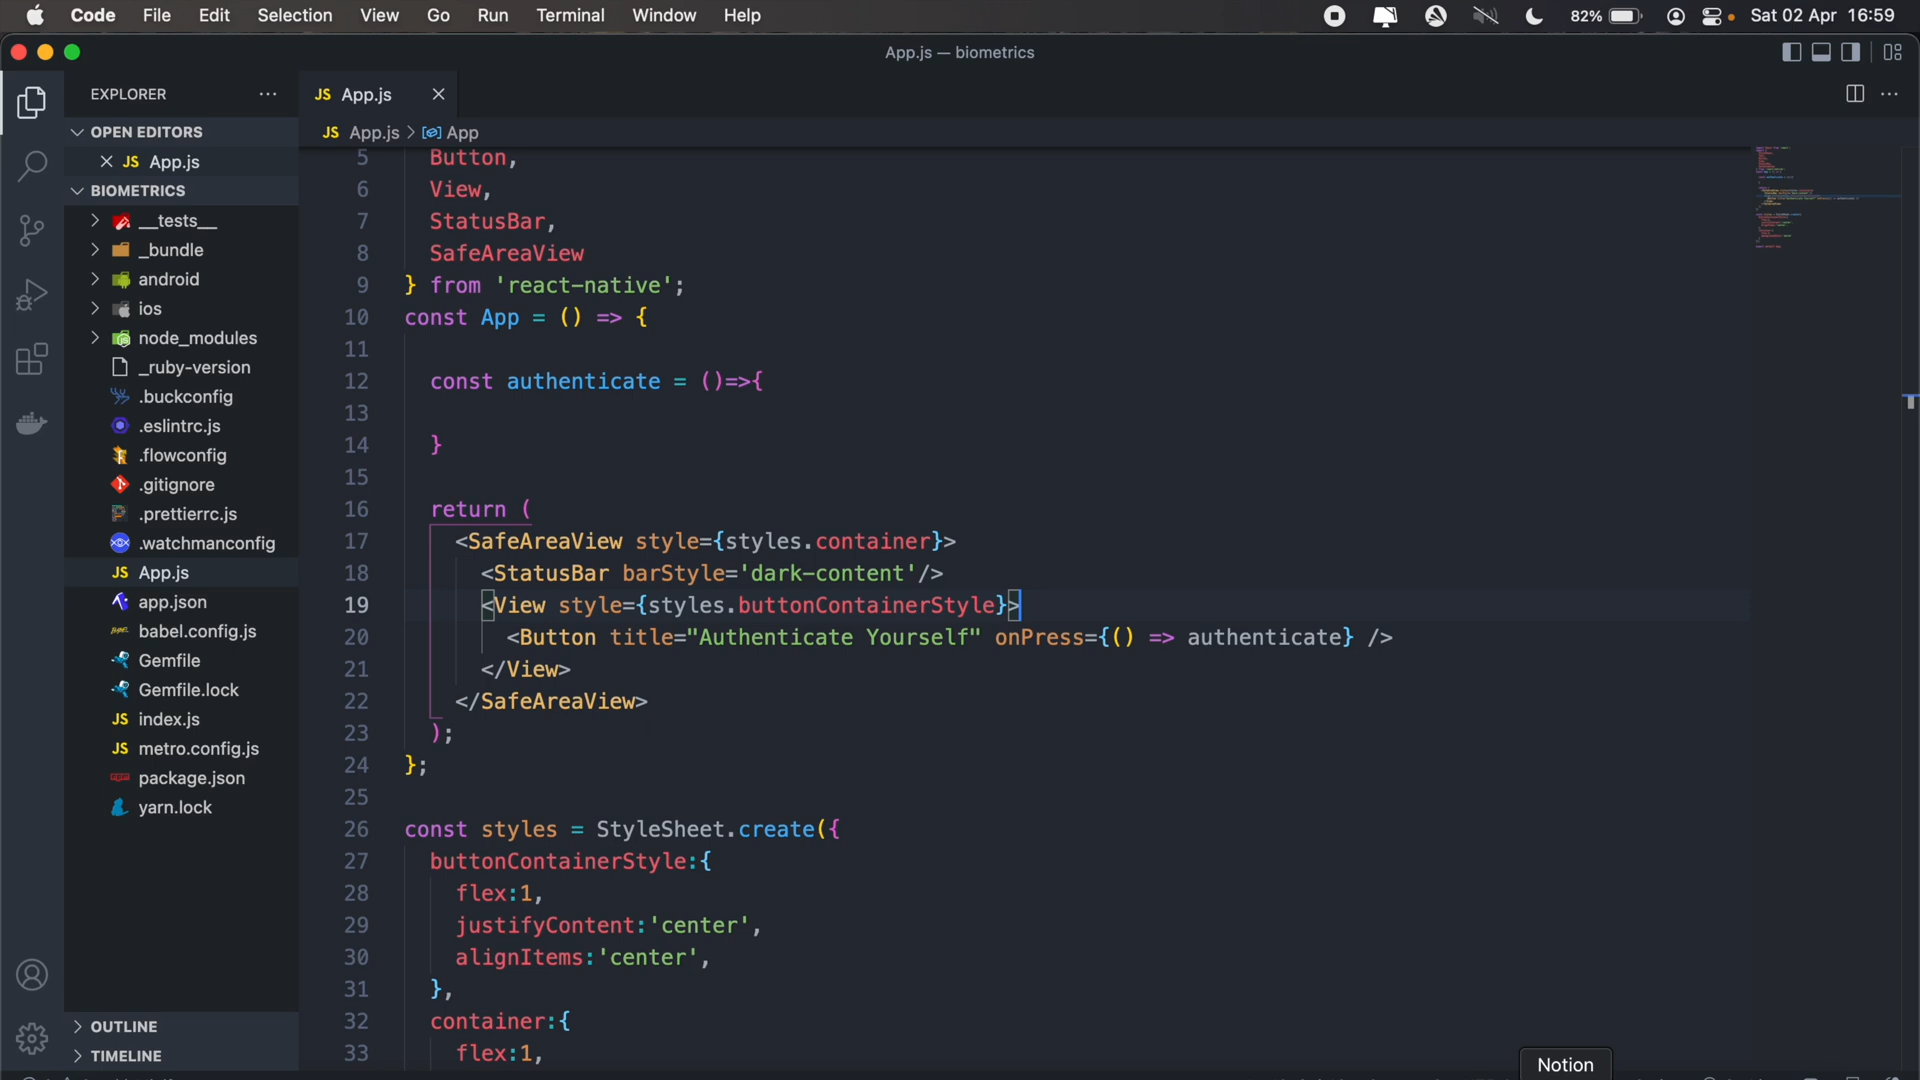 Code File Edit Selection View Go Run Terminal Window Help 82% Sat 02 Apr 16:59
App.js — biometrics
EXPLORER
JS App.js
OPEN EDITORS
JS App.js > App
JS App.js
BIOMETRICS
__tests__
_bundle
android
ios
node_modules
_ruby-version
.buckconfig
.eslintrc.js
.flowconfig
.gitignore
.prettierrc.js
.watchmanconfig
JS App.js
app.json
babel.config.js
Gemfile
Gemfile.lock
JS index.js
JS metro.config.js
package.json
yarn.lock
OUTLINE
TIMELINE
5 Button,
6 View,
7 StatusBar,
8 SafeAreaView
9 } from 'react-native';
10 const App = () => {
11
12 const authenticate = ()=>{
13
14 }
15
16 return (
17 <SafeAreaView style={styles.container}>
18 <StatusBar barStyle='dark-content'/>
19 <View style={styles.buttonContainerStyle}>
20 <Button title="Authenticate Yourself" onPress={() => authenticate} />
21 </View>
22 </SafeAreaView>
23 );
24 };
25
26 const styles = StyleSheet.create({
27 buttonContainerStyle:{
28 flex:1,
29 justifyContent:'center',
30 alignItems:'center',
31 },
32 container:{
33 flex:1,
Notion